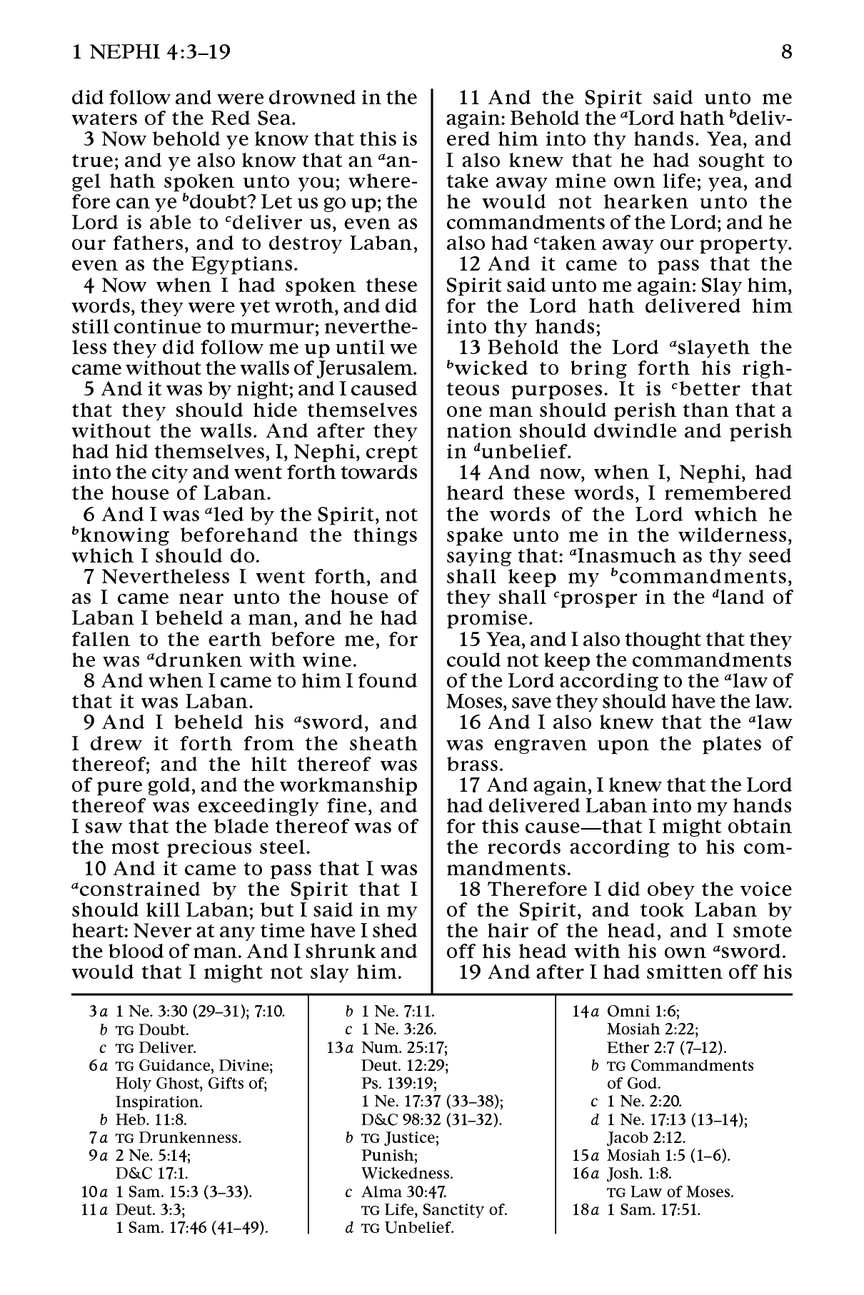 1 NEPHI 4:3–19
8
did follow and were drowned in the
waters of the Red Sea.
3 Now behold ye know that this is
true; and ye also know that an aan-
gel hath spoken unto you; where-
fore can ye bdoubt? Let us go up; the
Lord is able to cdeliver us, even as
our fathers, and to destroy Laban,
even as the Egyptians.
4 Now when I had spoken these
words, they were yet wroth, and did
still continue to murmur; neverthe-
less they did follow me up until we
came without the walls of Jerusalem.
5 And it was by night; and I caused
that they should hide themselves
without the walls. And after they
had hid themselves, I, Nephi, crept
into the city and went forth towards
the house of Laban.
6 And I was aled by the Spirit, not
bknowing beforehand the things
which I should do.
7 Nevertheless I went forth, and
as I came near unto the house of
Laban I beheld a man, and he had
fallen to the earth before me, for
he was adrunken with wine.
8 And when I came to him I found
that it was Laban.
9 And I beheld his asword, and
I drew it forth from the sheath
thereof; and the hilt thereof was
of pure gold, and the workmanship
thereof was exceedingly fine, and
I saw that the blade thereof was of
the most precious steel.
10 And it came to pass that I was
aconstrained by the Spirit that I
should kill Laban; but I said in my
heart: Never at any time have I shed
the blood of man. And I shrunk and
would that I might not slay him.
11 And the Spirit said unto me
again: Behold the aLord hath bdeliv-
ered him into thy hands. Yea, and
I also knew that he had sought to
take away mine own life; yea, and
he would not hearken unto the
commandments of the Lord; and he
also had ctaken away our property.
12 And it came to pass that the
Spirit said unto me again: Slay him,
for the Lord hath delivered him
into thy hands;
13 Behold the Lord aslayeth the
bwicked to bring forth his righ-
teous purposes. It is cbetter that
one man should perish than that a
nation should dwindle and perish
in dunbelief.
14 And now, when I, Nephi, had
heard these words, I remembered
the words of the Lord which he
spake unto me in the wilderness,
saying that: aInasmuch as thy seed
shall keep my bcommandments,
they shall cprosper in the dland of
promise.
15 Yea, and I also thought that they
could not keep the commandments
of the Lord according to the alaw of
Moses, save they should have the law.
16 And I also knew that the alaw
was engraven upon the plates of
brass.
17 And again, I knew that the Lord
had delivered Laban into my hands
for this cause—that I might obtain
the records according to his com-
mandments.
18 Therefore I did obey the voice
of the Spirit, and took Laban by
the hair of the head, and I smote
off his head with his own asword.
19 And after I had smitten off his
3a 1 Ne. 3:30 (29–31); 7:10.
b TG Doubt.
c TG Deliver.
6a TG Guidance, Divine;
Holy Ghost, Gifts of;
Inspiration.
b Heb. 11:8.
7a TG Drunkenness.
9a 2 Ne. 5:14;
D&C 17:1.
10a 1 Sam. 15:3 (3–33).
11a Deut. 3:3;
1 Sam. 17:46 (41–49).
b 1 Ne. 7:11.
c 1 Ne. 3:26.
13a Num. 25:17;
Deut. 12:29;
Ps. 139:19;
1 Ne. 17:37 (33–38);
D&C 98:32 (31–32).
b TG Justice;
Punish;
Wickedness.
c Alma 30:47.
TG Life, Sanctity of.
d TG Unbelief.
14a Omni 1:6;
Mosiah 2:22;
Ether 2:7 (7–12).
b TG Commandments
of God.
c 1 Ne. 2:20.
d 1 Ne. 17:13 (13–14);
Jacob 2:12.
15a Mosiah 1:5 (1–6).
16a Josh. 1:8.
TG Law of Moses.
18a 1 Sam. 17:51.